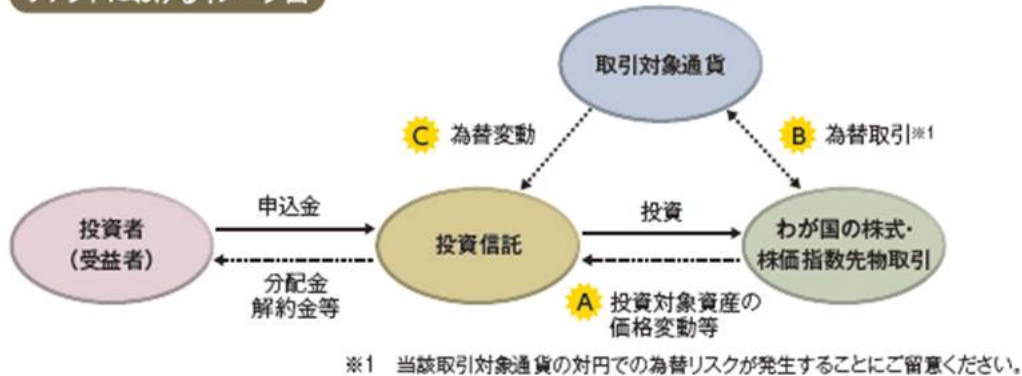 取引対象通貨
C 為替変動
B 為替取引※1
投資者
(受益者)
申込金
分配金
解約金等
投資信託
投資
A 投資対象資産の
価格変動等
わが国の株式・
株価指数先物取引
※1 当該取引対象通貨の対円での為替リスクが発生することにご留意ください。